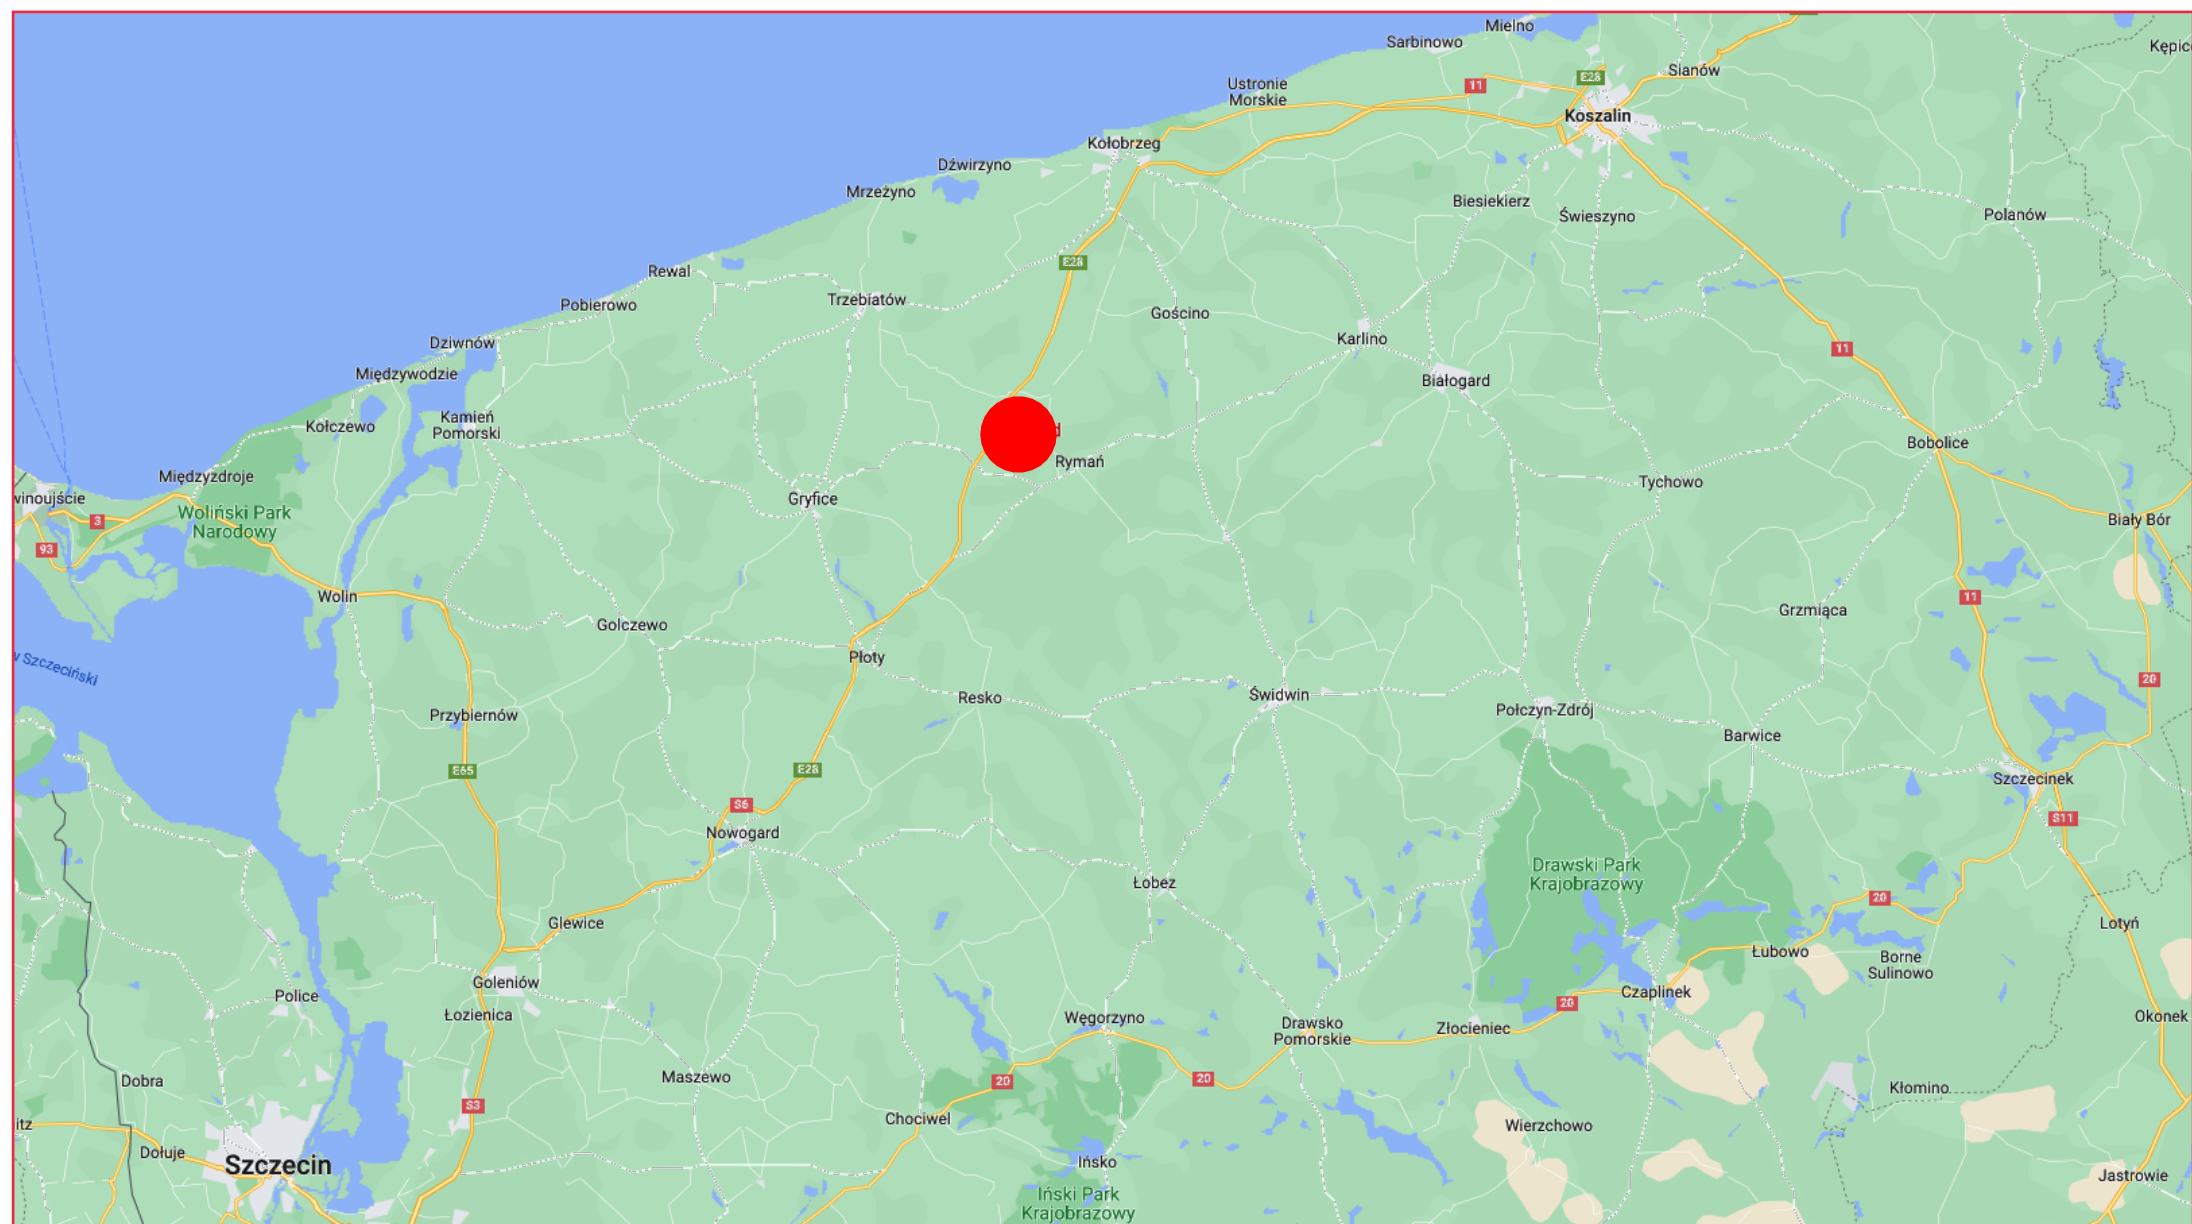 Mielno
Sarbinowo
Kępic
Sianów
E28
Ustronie
Morskie
11
Koszalin
Kołobrzeg
Dźwirzyno
Mrzeżyno
Biesiekierz
Świeszyno
Polanów
E28
Rewal
Trzebiatów
Pobierowo
Gościno
Karlino
Dziwnów
11
Międzywodzie
Białogard
Kamień
Pomorski
Kołczewo
d
Bobolice
Rymań
Międzyzdroje
Tychowo
winoujście
Gryfice
Woliński Park
Narodowy
3
Biały Bór
93
Wolin
11
Grzmiąca
Golczewo
Płoty
w Szczeciński
20
Resko
Świdwin
Przybiernów
Połczyn-Zdrój
Barwice
E65
E28
Szczecinek
S6
S11
Nowogard
Drawski Park
Krajobrazowy
Łobez
20
Glewice
Lotyń
Łubowo
Borne
Sulinowo
Goleniów
Police
Czaplinek
20
Łozienica
Węgorzyno
Drawsko
Pomorskie
Złocieniec
Okonek
Dobra
Maszewo
20
20
Kłomino
S3
Chociwel
itz
Wierzchowo
Dołuje
Szczecin
Ińsko
Jastrowie
Iński Park
Krajobrazowy